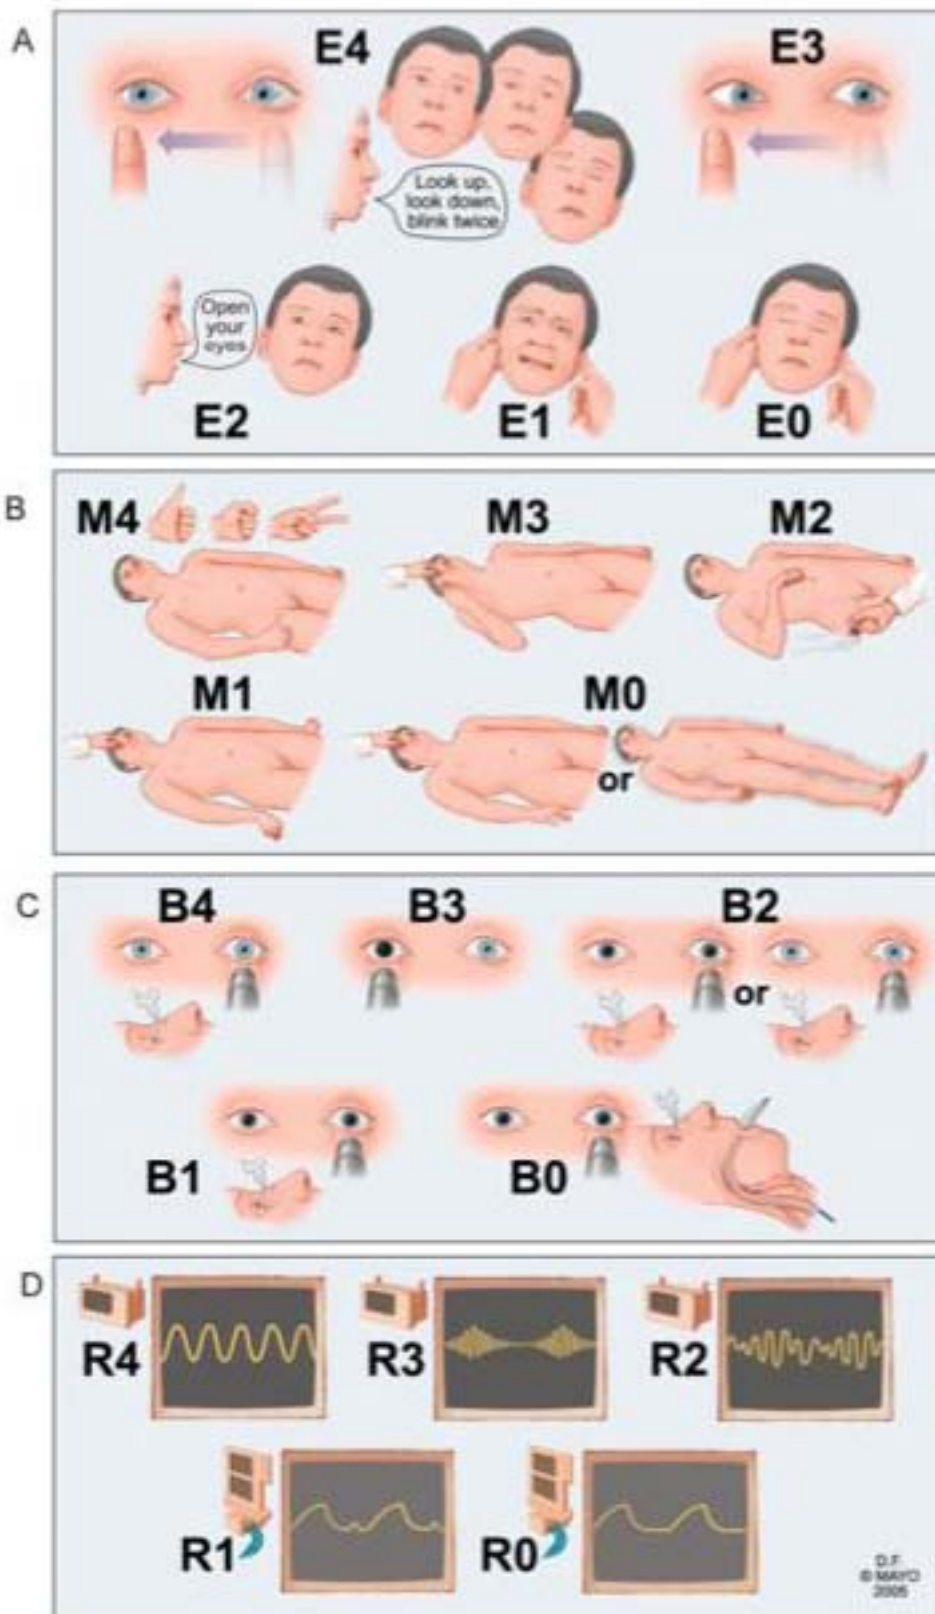 A
E4
E3
Look up,
look down,
blink twice
Open
your
eyes
E2
E1
E0
B
M4
M3
M2
M1
M0
or
C
B4
B3
B2
or
B1
B0
D
R4
R3
R2
R1
R0
D.F.
© MAYO
2005